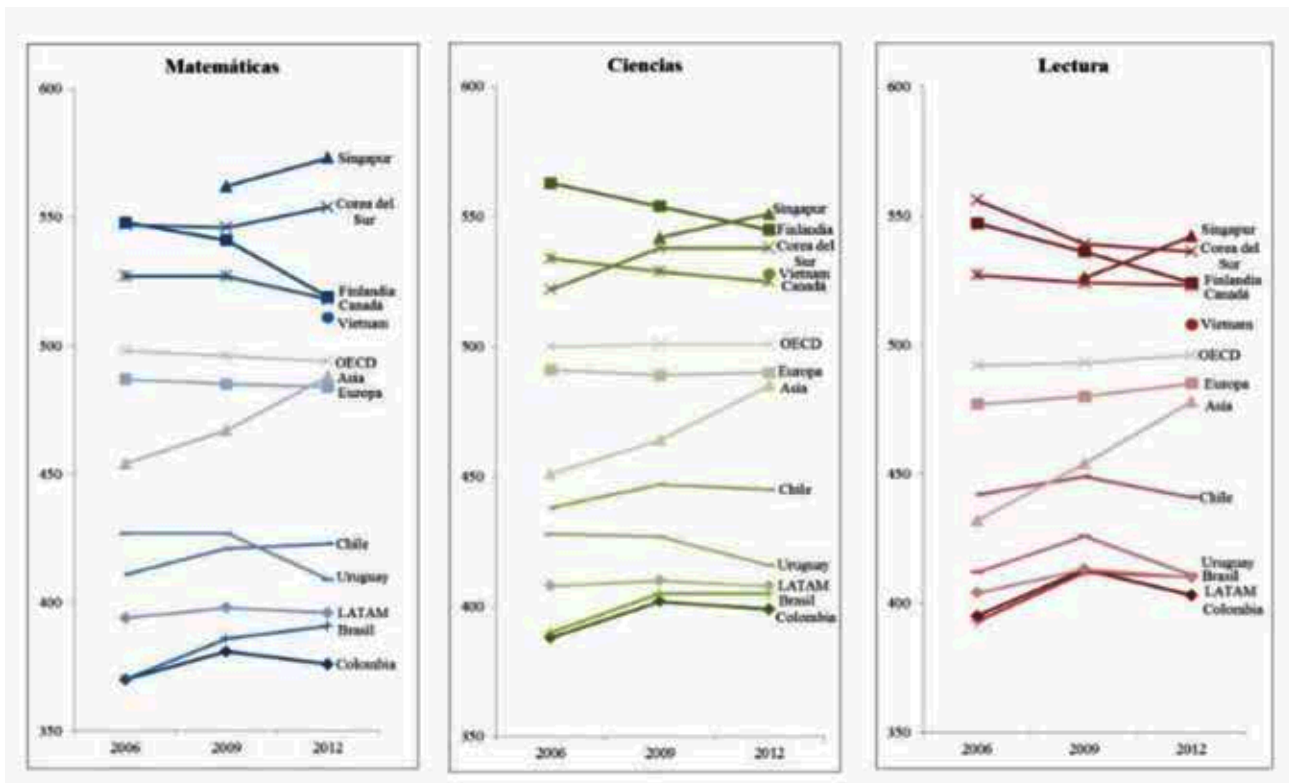 Matemáticas
600
550
500
450
400
350
Singapur
Corea del
Sur
Finlandia
Canadá
Vietnam
OECD
Asia
Europa
Chile
Uruguay
LATAM
Brasil
Colombia
2006 2009 2012
Ciencias
600
550
500
450
400
350
Singapur
Finlandia
Corea del
Sur
Vietnam
Canadá
OECD
Europa
Asia
Chile
Uruguay
LATAM
Brasil
Colombia
2006 2009 2012
Lectura
600
550
500
450
400
350
Singapur
Corea del
Sur
Finlandia
Canadá
Vietnam
OECD
Europa
Asia
Chile
Uruguay
Brasil
LATAM
Colombia
2006 2009 2012